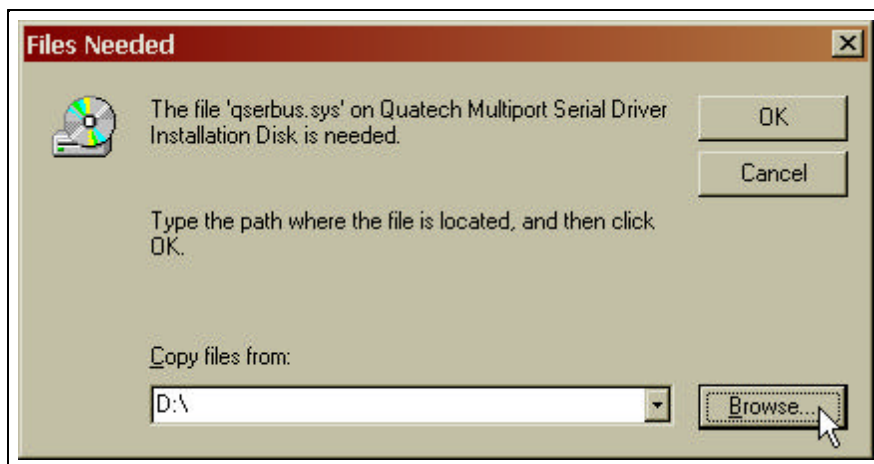 Files Needed
The file 'qserbus.sys' on Quatech Multiport Serial Driver
Installation Disk is needed.
OK
Cancel
Type the path where the file is located, and then click
OK.
Copy files from:
D:\
Browse...